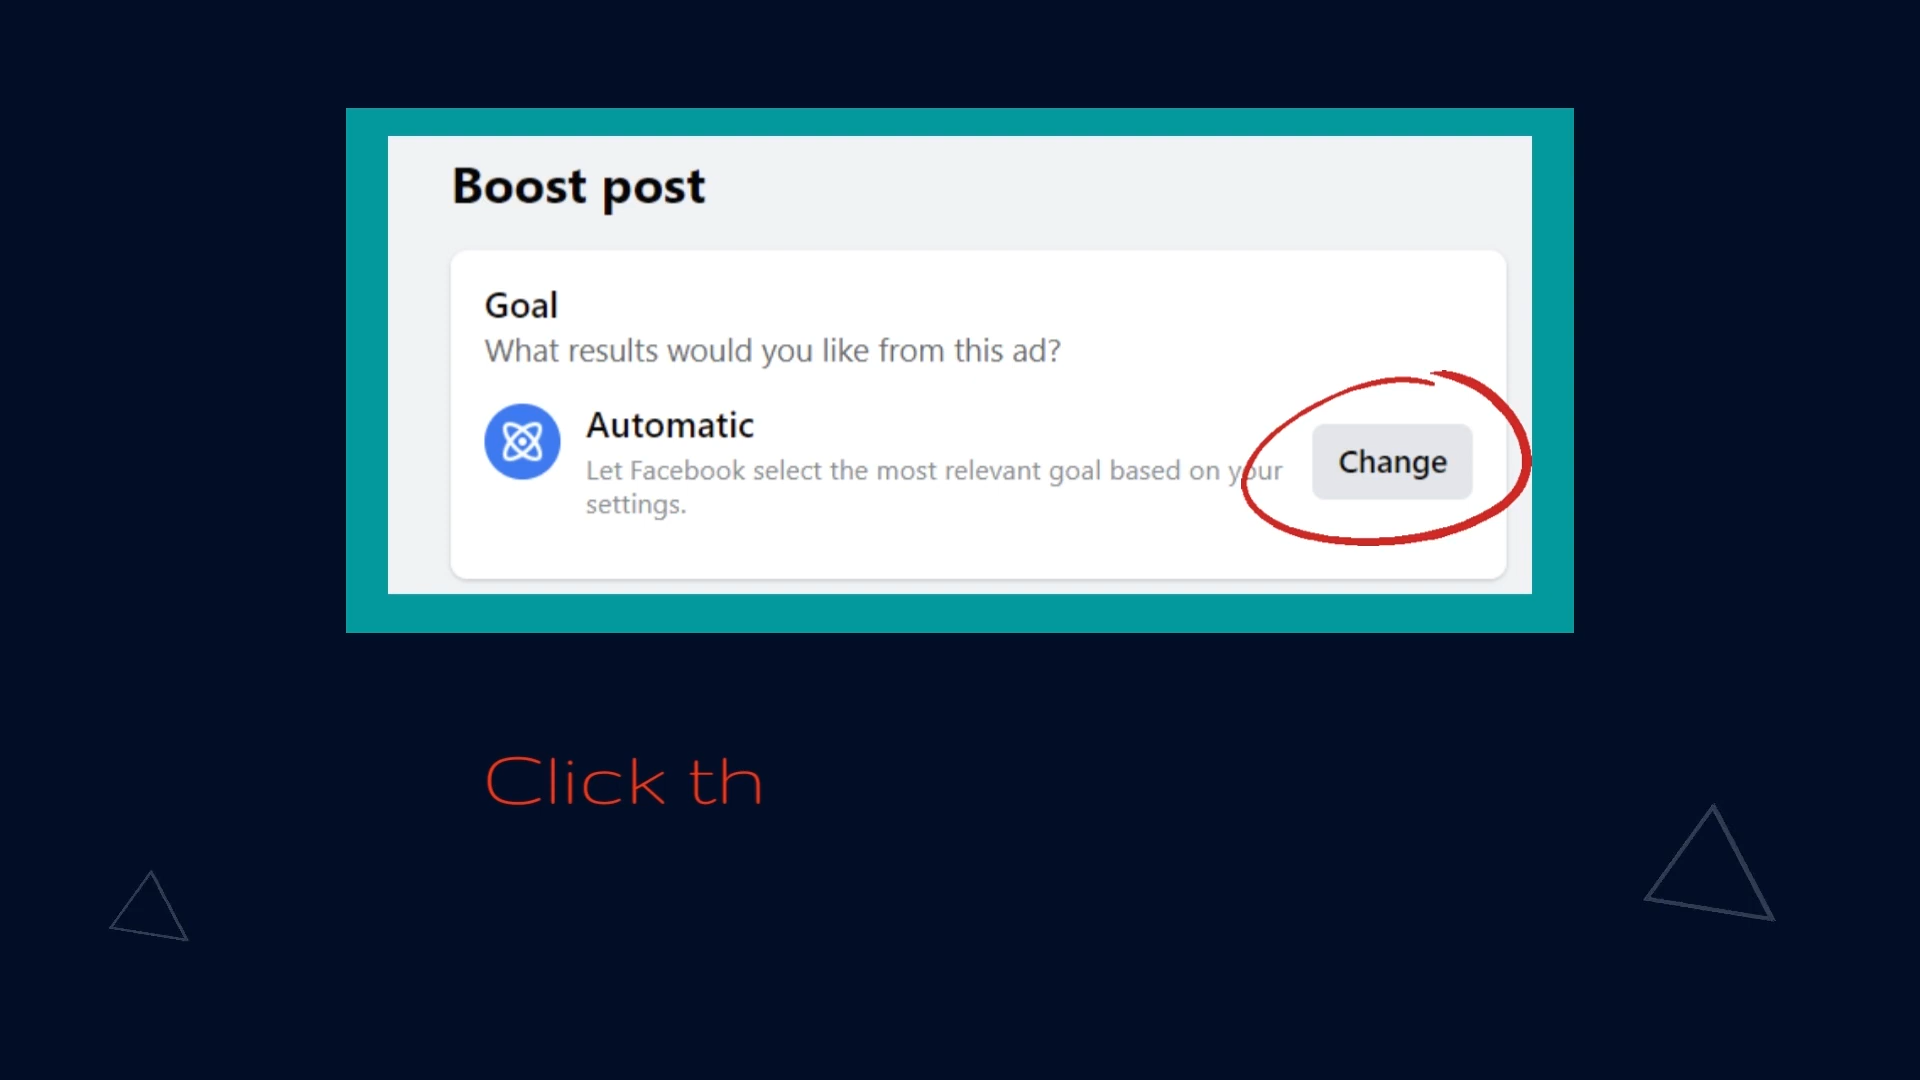 Boost post
Goal
What results would you like from this ad?
Automatic
Let Facebook select the most relevant goal based on your
settings.
Change
Click th